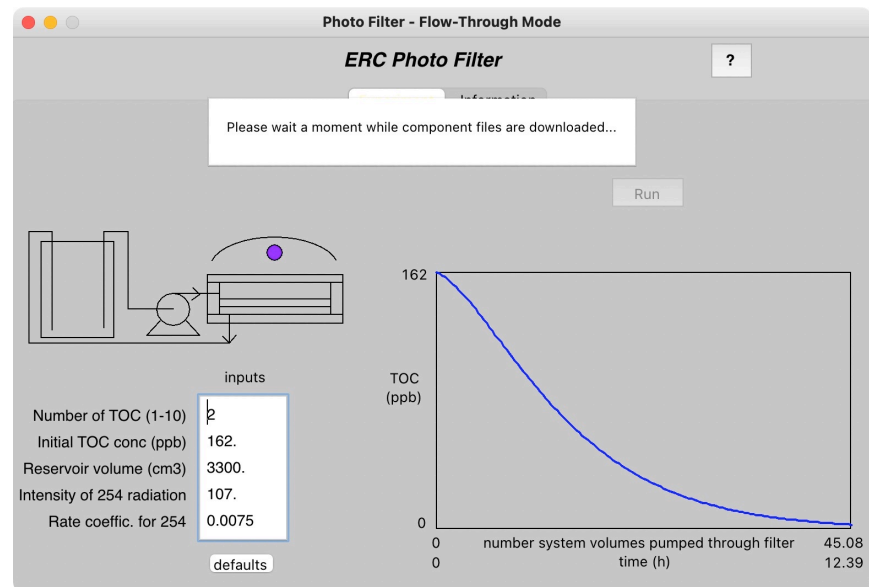 Photo Filter - Flow-Through Mode
ERC Photo Filter
?
Information
Please wait a moment while component files are downloaded...
Run
162
TOC
(ppb)
0
0 number system volumes pumped through filter 45.08
0 time (h) 12.39
inputs
Number of TOC (1-10) 2
Initial TOC conc (ppb) 162.
Reservoir volume (cm3) 3300.
Intensity of 254 radiation 107.
Rate coeffic. for 254 0.0075
defaults